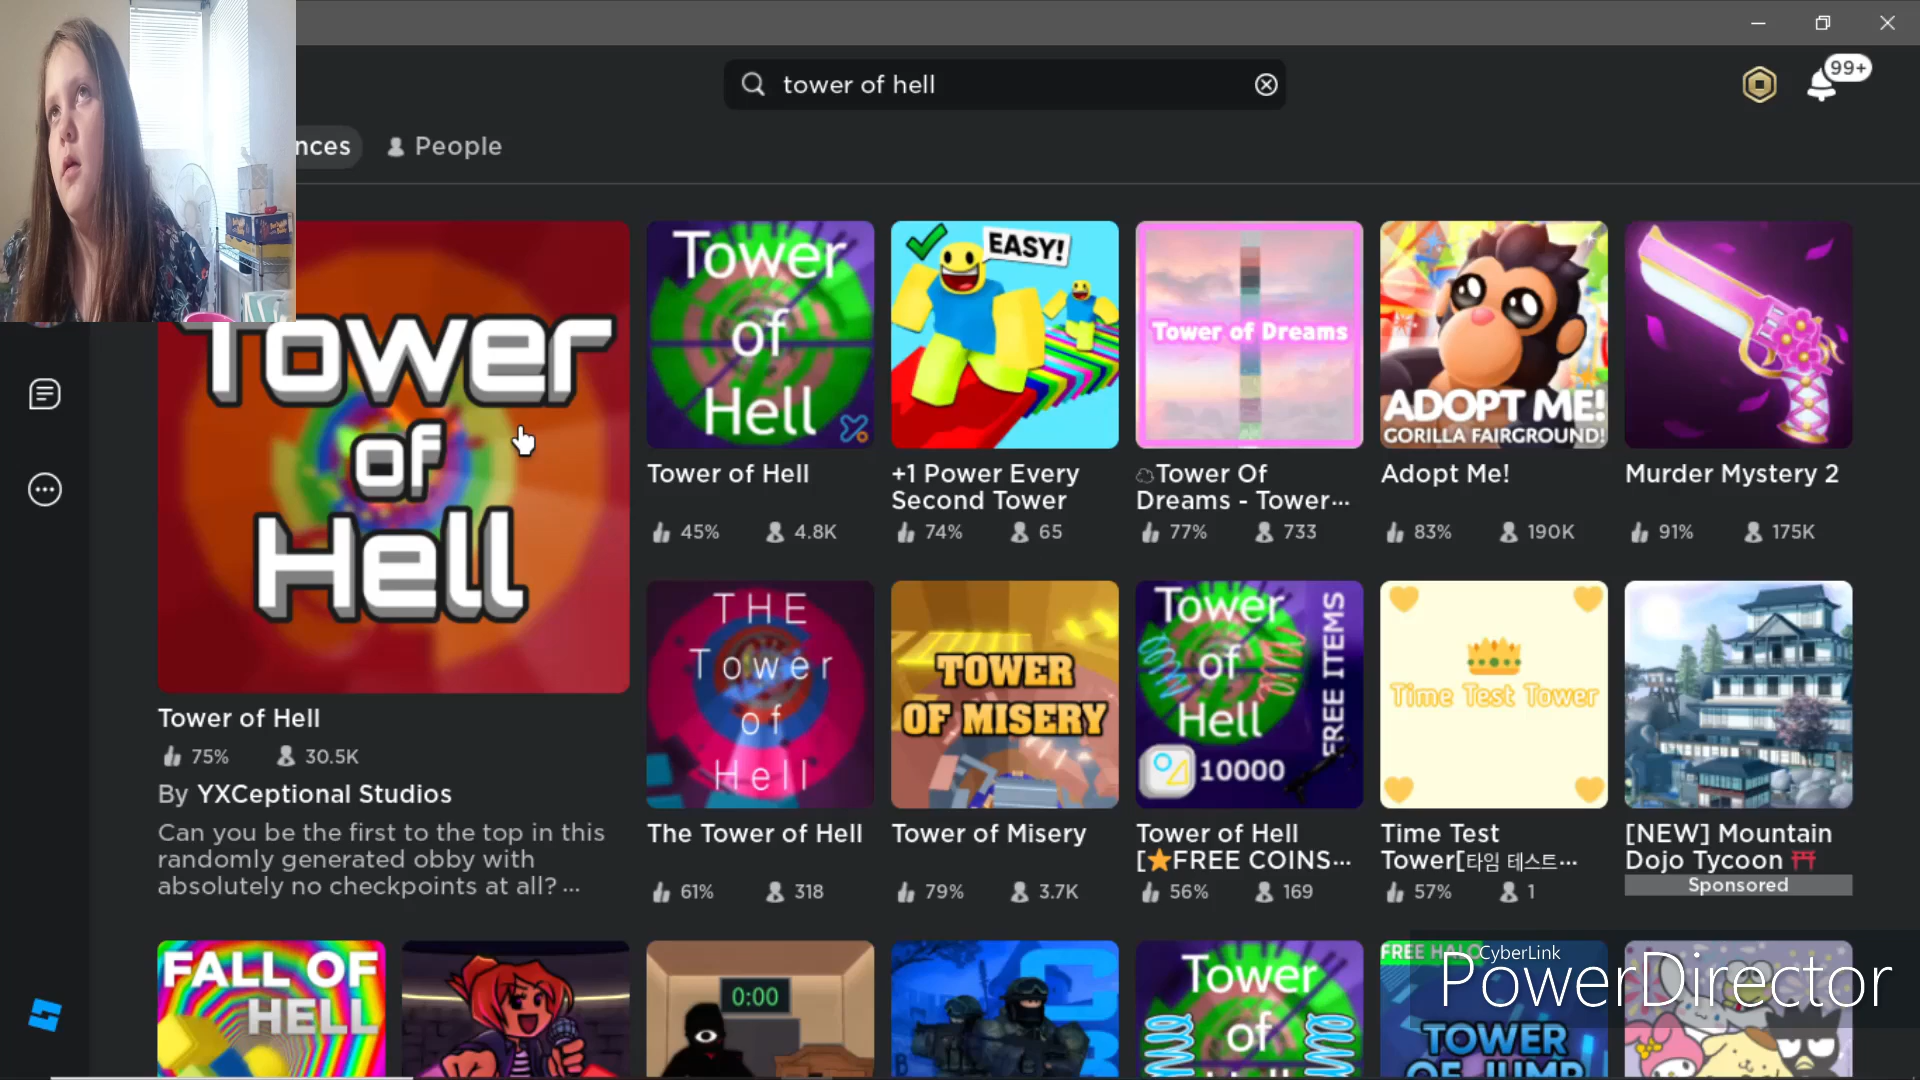 99+
tower of hell
nces
People
Tower
of
Hell
Tower of Hell
75%
30.5K
By YXCeptional Studios
Can you be the first to the top in this
randomly generated obby with
absolutely no checkpoints at all? ...
Tower
of
Hell
Tower of Hell
45%
4.8K
EASY!
+1 Power Every
Second Tower
74%
65
Tower of Dreams
Tower Of
Dreams - Tower...
77%
733
ADOPT ME!
GORILLA FAIRGROUND!
Adopt Me!
83%
190K
Murder Mystery 2
91%
175K
THE
Tower
of
Hell
The Tower of Hell
61%
318
TOWER
OF MISERY
Tower of Misery
79%
3.7K
Tower
of
Hell
FREE ITEMS
10000
Tower of Hell
[⭐FREE COINS...
56%
169
Time Test Tower
Time Test
Tower[타임 테스트...
57%
1
[NEW] Mountain
Dojo Tycoon ⛩
Sponsored
FALL OF
HELL
0:00
Tower
of
FREE HALO
TOWER
OF JUMP
CyberLink
PowerDirector